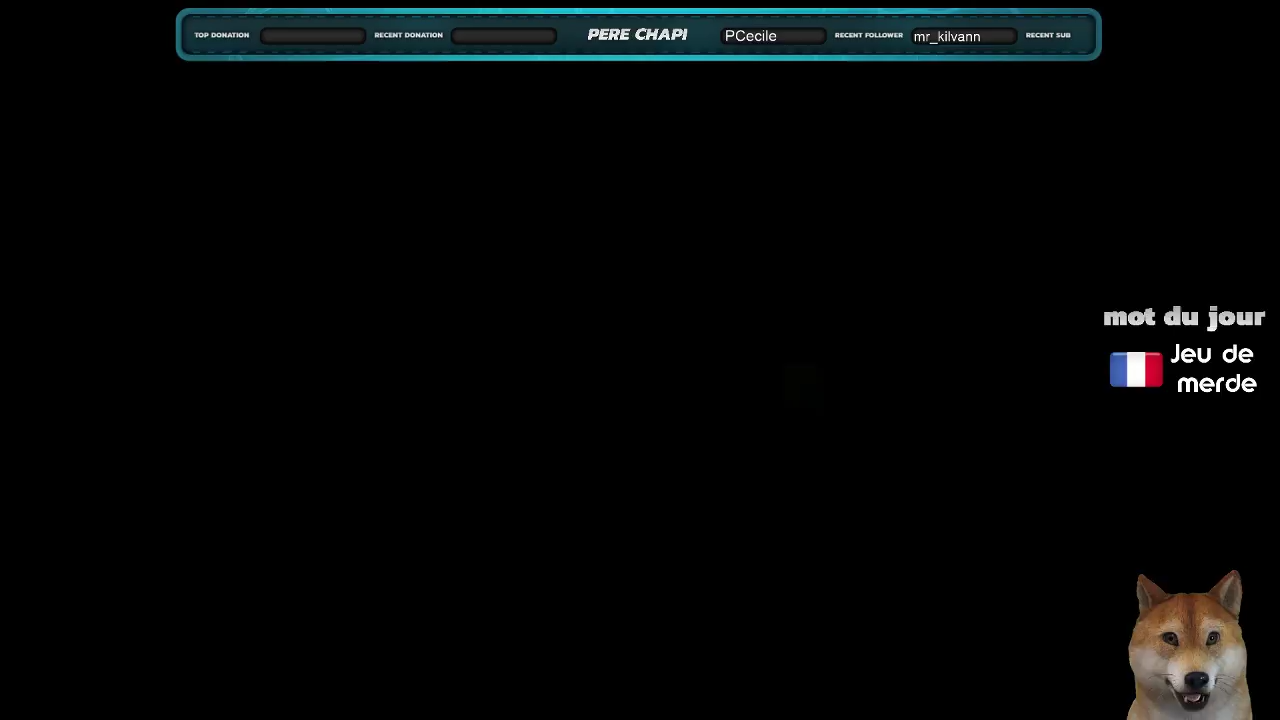 TOP DONATION
RECENT DONATION
PERE CHAPI
PCecile
RECENT FOLLOWER
mr_kilvann
RECENT SUB
mot du jour
Jeu de
merde